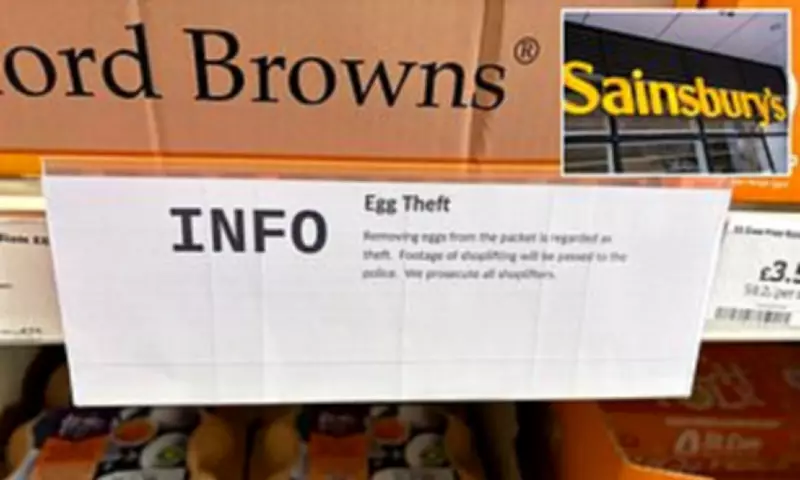 ord Browns®
Sainsbury's
INFO
Egg Theft
Removing eggs from the packet is regarded as
theft. Footage of shoplifting will be passed to the
police. We prosecute all shoplifters.
£3.5